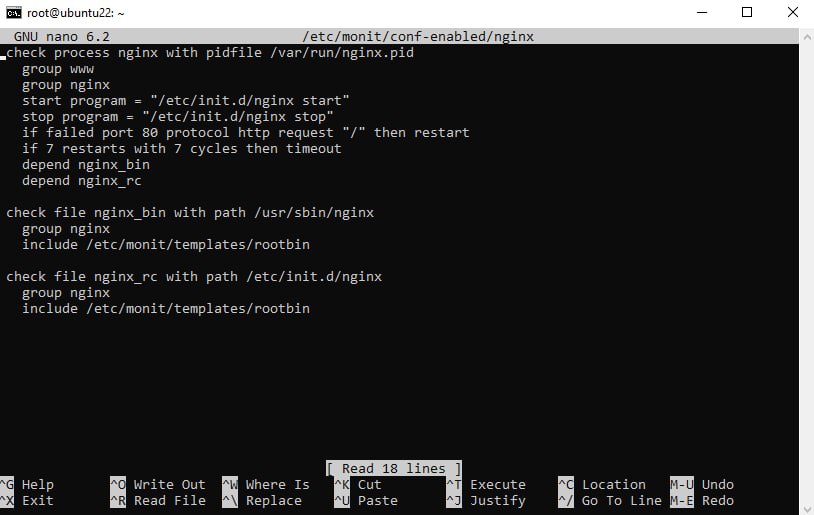 root@ubuntu22: ~
GNU nano 6.2 /etc/monit/conf-enabled/nginx
check process nginx with pidfile /var/run/nginx.pid
  group www
  group nginx
  start program = "/etc/init.d/nginx start"
  stop program = "/etc/init.d/nginx stop"
  if failed port 80 protocol http request "/" then restart
  if 7 restarts with 7 cycles then timeout
  depend nginx_bin
  depend nginx_rc

check file nginx_bin with path /usr/sbin/nginx
  group nginx
  include /etc/monit/templates/rootbin

check file nginx_rc with path /etc/init.d/nginx
  group nginx
  include /etc/monit/templates/rootbin

[ Read 18 lines ]
^G Help ^O Write Out ^W Where Is ^K Cut ^T Execute ^C Location M-U Undo
^X Exit ^R Read File ^\ Replace ^U Paste ^J Justify ^/ Go To Line M-E Redo